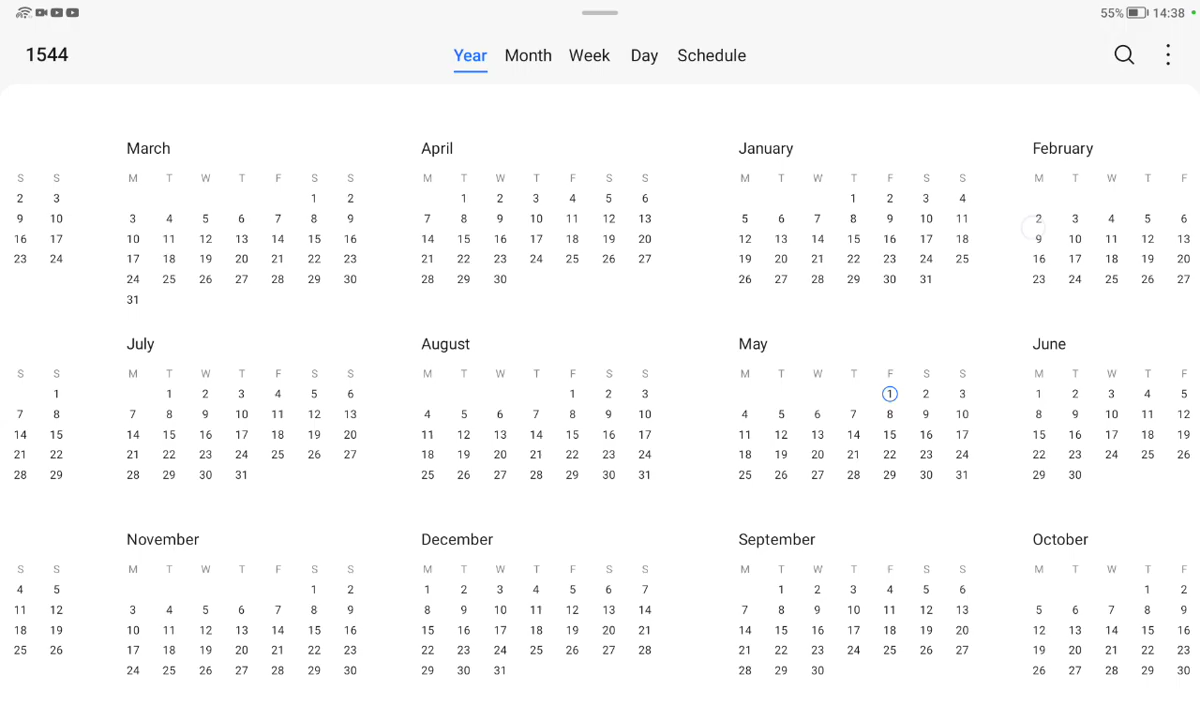 55% 14:38
1544 Year Month Week Day Schedule
S S
2 3
9 10
16 17
23 24
March
M T W T F S S
1 2
3 4 5 6 7 8 9
10 11 12 13 14 15 16
17 18 19 20 21 22 23
24 25 26 27 28 29 30
31
April
M T W T F S S
1 2 3 4 5 6
7 8 9 10 11 12 13
14 15 16 17 18 19 20
21 22 23 24 25 26 27
28 29 30
January
M T W T F S S
1 2 3 4
5 6 7 8 9 10 11
12 13 14 15 16 17 18
19 20 21 22 23 24 25
26 27 28 29 30 31
February
M T W T F
2 3 4 5 6
9 10 11 12 13
16 17 18 19 20
23 24 25 26 27
S S
1
7 8
14 15
21 22
28 29
July
M T W T F S S
1 2 3 4 5 6
7 8 9 10 11 12 13
14 15 16 17 18 19 20
21 22 23 24 25 26 27
28 29 30 31
August
M T W T F S S
1 2 3
4 5 6 7 8 9 10
11 12 13 14 15 16 17
18 19 20 21 22 23 24
25 26 27 28 29 30 31
May
M T W T F S S
1 2 3
4 5 6 7 8 9 10
11 12 13 14 15 16 17
18 19 20 21 22 23 24
25 26 27 28 29 30 31
June
M T W T F
1 2 3 4 5
8 9 10 11 12
15 16 17 18 19
22 23 24 25 26
29 30
S S
4 5
11 12
18 19
25 26
November
M T W T F S S
1 2
3 4 5 6 7 8 9
10 11 12 13 14 15 16
17 18 19 20 21 22 23
24 25 26 27 28 29 30
December
M T W T F S S
1 2 3 4 5 6 7
8 9 10 11 12 13 14
15 16 17 18 19 20 21
22 23 24 25 26 27 28
29 30 31
September
M T W T F S S
1 2 3 4 5 6
7 8 9 10 11 12 13
14 15 16 17 18 19 20
21 22 23 24 25 26 27
28 29 30
October
M T W T F
1 2
5 6 7 8 9
12 13 14 15 16
19 20 21 22 23
26 27 28 29 30